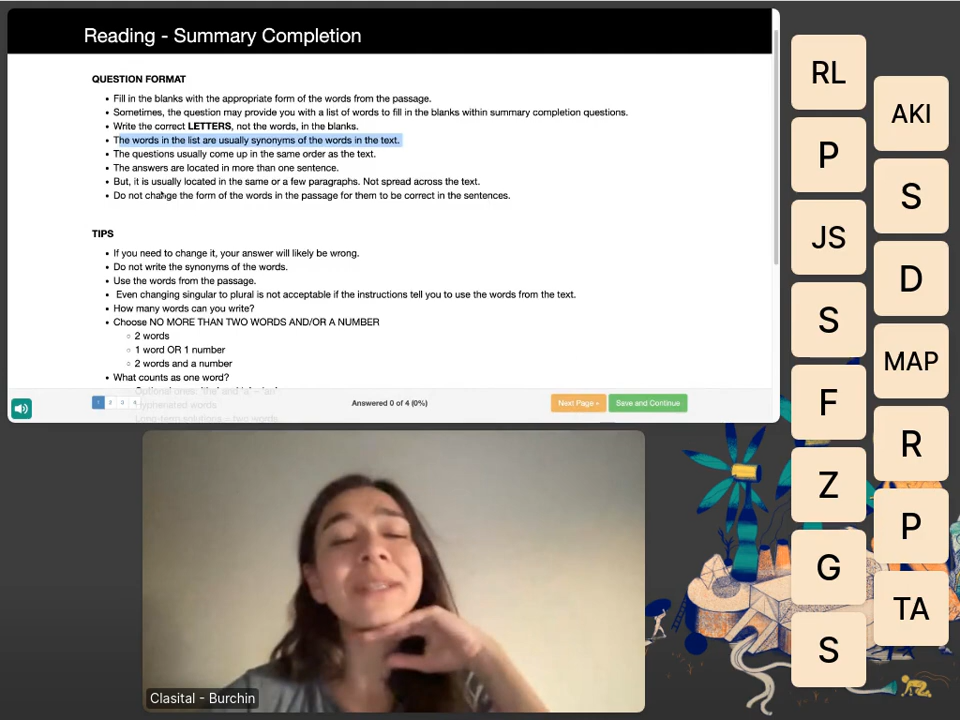 Reading - Summary Completion
QUESTION FORMAT
• Fill in the blanks with the appropriate form of the words from the passage.
• Sometimes, the question may provide you with a list of words to fill in the blanks within summary completion questions.
• Write the correct LETTERS, not the words, in the blanks.
• The words in the list are usually synonyms of the words in the text.
• The questions usually come up in the same order as the text.
• The answers are located in more than one sentence.
• But, it is usually located in the same or a few paragraphs. Not spread across the text.
• Do not change the form of the words in the passage for them to be correct in the sentences.
TIPS
• If you need to change it, your answer will likely be wrong.
• Do not write the synonyms of the words.
• Use the words from the passage.
• Even changing singular to plural is not acceptable if the instructions tell you to use the words from the text.
• How many words can you write?
• Choose NO MORE THAN TWO WORDS AND/OR A NUMBER
○ 2 words
○ 1 word OR 1 number
○ 2 words and a number
• What counts as one word?
Hyphenated words
1 2 3 4
Answered 0 of 4 (0%)
Next Page »
Save and Continue
Long-term solutions – two words
Clasital - Burchin
RL
P
JS
S
F
Z
G
S
AKI
S
D
MAP
R
P
TA